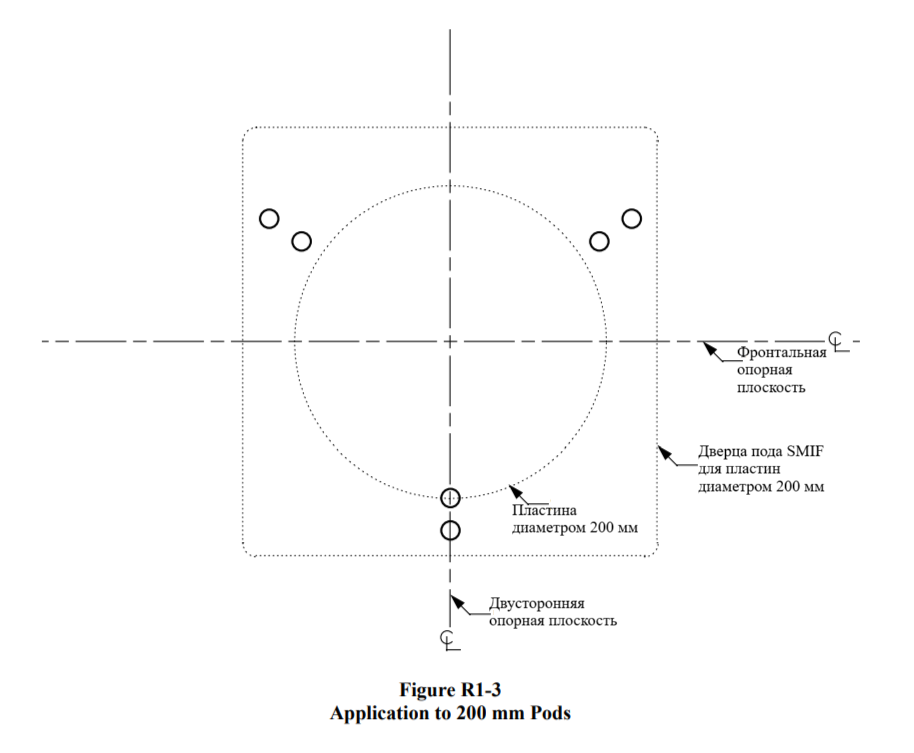 ℄
Фронтальная
опорная
плоскость
Дверца пода SMIF
для пластин
диаметром 200 мм
Пластина
диаметром 200 мм
Двусторонняя
опорная плоскость
℄
Figure R1-3
Application to 200 mm Pods